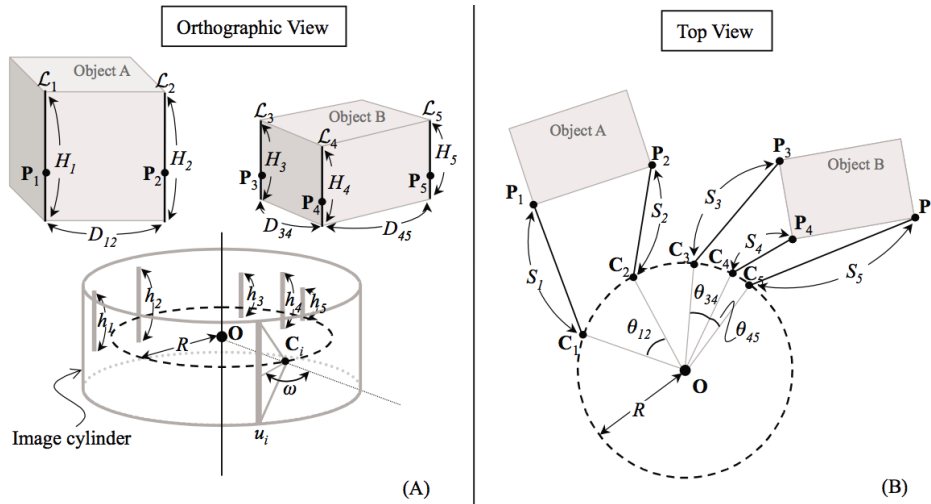 Orthographic View
Object A
ℒ1
ℒ2
H1
H2
P1
P2
D12
Object B
ℒ3
ℒ4
ℒ5
H3
H4
H5
P3
P4
P5
D34
D45
h1
h2
h3
h4
h5
R
O
Ci
ω
ui
Image cylinder
(A)
Top View
Object A
P1
P2
P3
Object B
P4
P
S1
S2
S3
S4
S5
C1
C2
C3
C4
C5
θ12
θ34
θ45
O
R
(B)